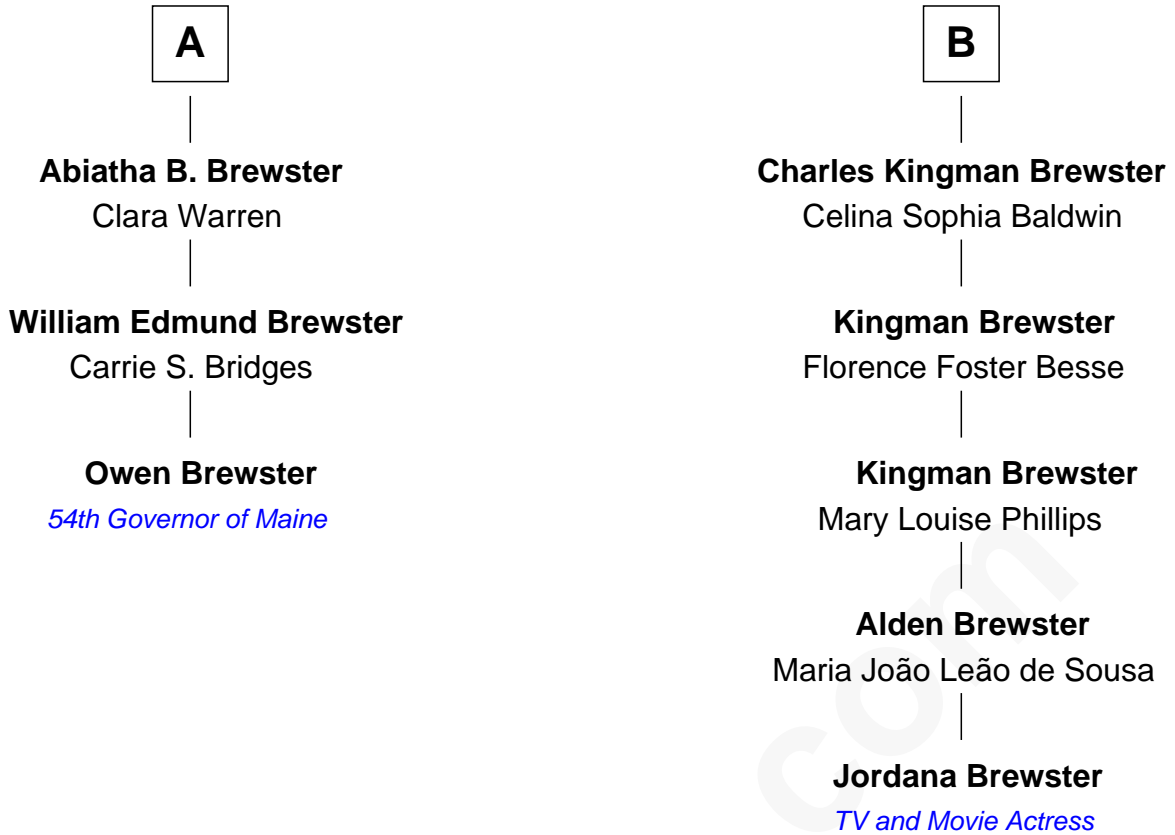 A
Abiatha B. Brewster
Clara Warren
William Edmund Brewster
Carrie S. Bridges
Owen Brewster
54th Governor of Maine
B
Charles Kingman Brewster
Celina Sophia Baldwin
Kingman Brewster
Florence Foster Besse
Kingman Brewster
Mary Louise Phillips
Alden Brewster
Maria João Leão de Sousa
Jordana Brewster
TV and Movie Actress
com